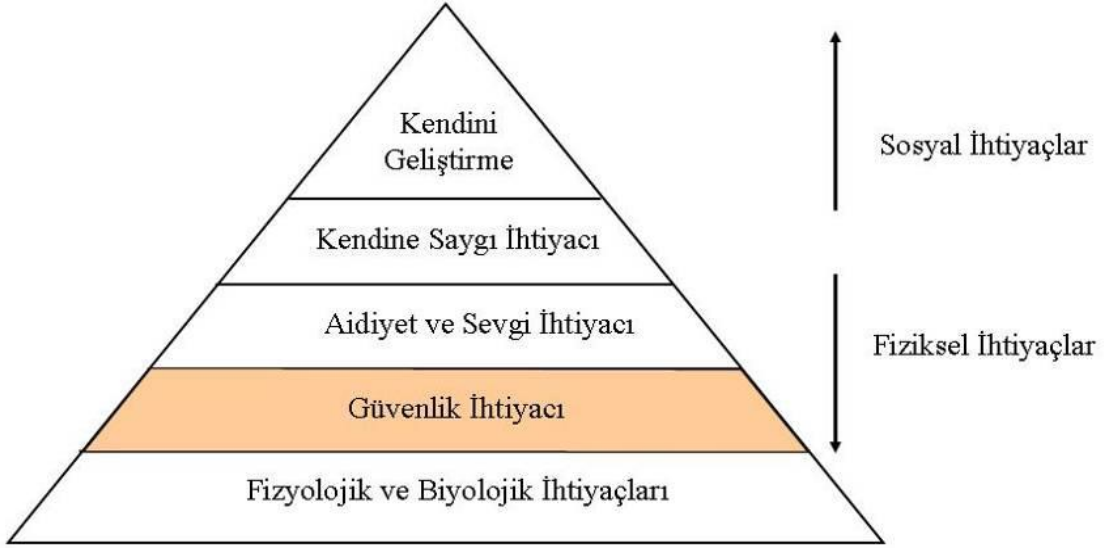 Kendini
Geliştirme
Kendine Saygı İhtiyacı
Aidiyet ve Sevgi İhtiyacı
Güvenlik İhtiyacı
Fizyolojik ve Biyolojik İhtiyaçları
Sosyal İhtiyaçlar
Fiziksel İhtiyaçlar